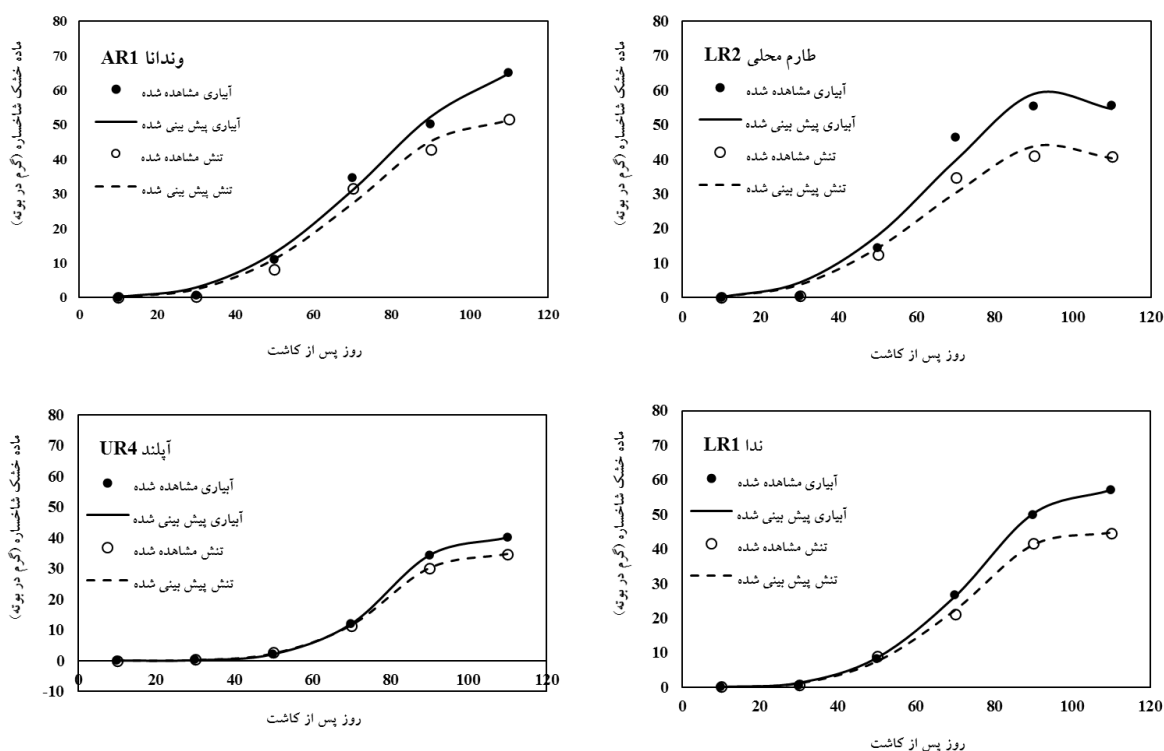 ماده خشک شاخساره (گرم در بوته)
80
70
60
50
40
30
20
10
0
وندانا AR1
آبیاری مشاهده شده
آبیاری پیش بینی شده
تنش مشاهده شده
تنش پیش بینی شده
0 20 40 60 80 100 120
روز پس از کاشت
ماده خشک شاخساره (گرم در بوته)
80
70
60
50
40
30
20
10
0
طارم محلی LR2
آبیاری مشاهده شده
آبیاری پیش بینی شده
تنش مشاهده شده
تنش پیش بینی شده
0 20 40 60 80 100 120
روز پس از کاشت
ماده خشک شاخساره (گرم در بوته)
80
70
60
50
40
30
20
10
0
-10
آپلند UR4
آبیاری مشاهده شده
آبیاری پیش بینی شده
تنش مشاهده شده
تنش پیش بینی شده
0 20 40 60 80 100 120
روز پس از کاشت
ماده خشک شاخساره (گرم در بوته)
80
70
60
50
40
30
20
10
0
ندا LR1
آبیاری مشاهده شده
آبیاری پیش بینی شده
تنش مشاهده شده
تنش پیش بینی شده
0 20 40 60 80 100 120
روز پس از کاشت